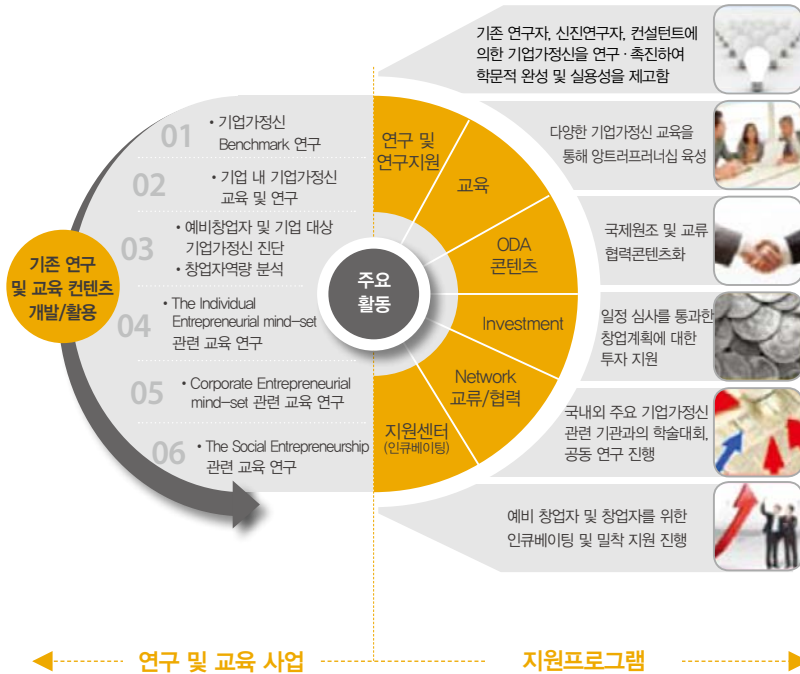 기존 연구
및 교육 컨텐츠
개발/활용
01
• 기업가정신
Benchmark 연구
02
• 기업 내 기업가정신
교육 및 연구
03
• 예비창업자 및 기업 대상
기업가정신 진단
• 창업자역량 분석
04
• The Individual
Entrepreneurial mind-set
관련 교육 연구
05
• Corporate Entrepreneurial
mind-set 관련 교육 연구
06
• The Social Entrepreneurship
관련 교육 연구
주요
활동
연구 및
연구지원
교육
ODA
콘텐츠
Investment
Network
교류/협력
지원센터
(인큐베이팅)
기존 연구자, 신진연구자, 컨설턴트에
의한 기업가정신을 연구 · 촉진하여
학문적 완성 및 실용성을 제고함
다양한 기업가정신 교육을
통해 앙트러프러너십 육성
국제원조 및 교류
협력콘텐츠화
일정 심사를 통과한
창업계획에 대한
투자 지원
국내외 주요 기업가정신
관련 기관과의 학술대회,
공동 연구 진행
예비 창업자 및 창업자를 위한
인큐베이팅 및 밀착 지원 진행
연구 및 교육 사업
지원프로그램